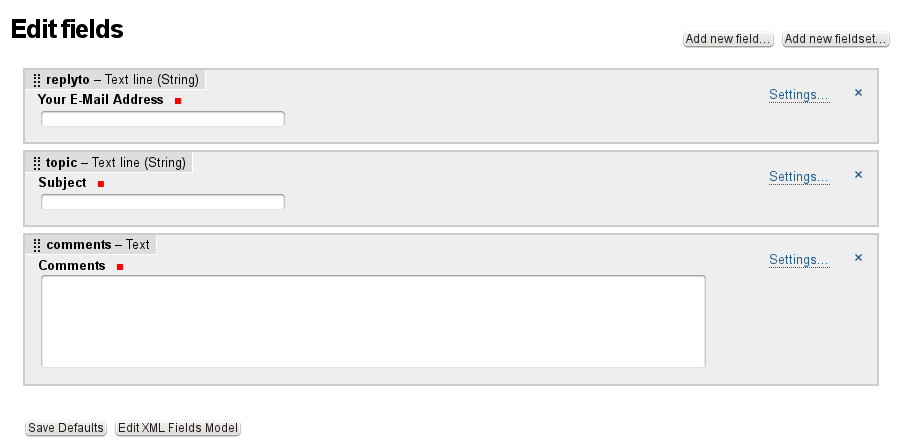 Edit fields
Add new field... Add new fieldset...
replyto – Text line (String)
Your E-Mail Address
Settings... ×
topic – Text line (String)
Subject
Settings... ×
comments – Text
Comments
Settings... ×
Save Defaults Edit XML Fields Model